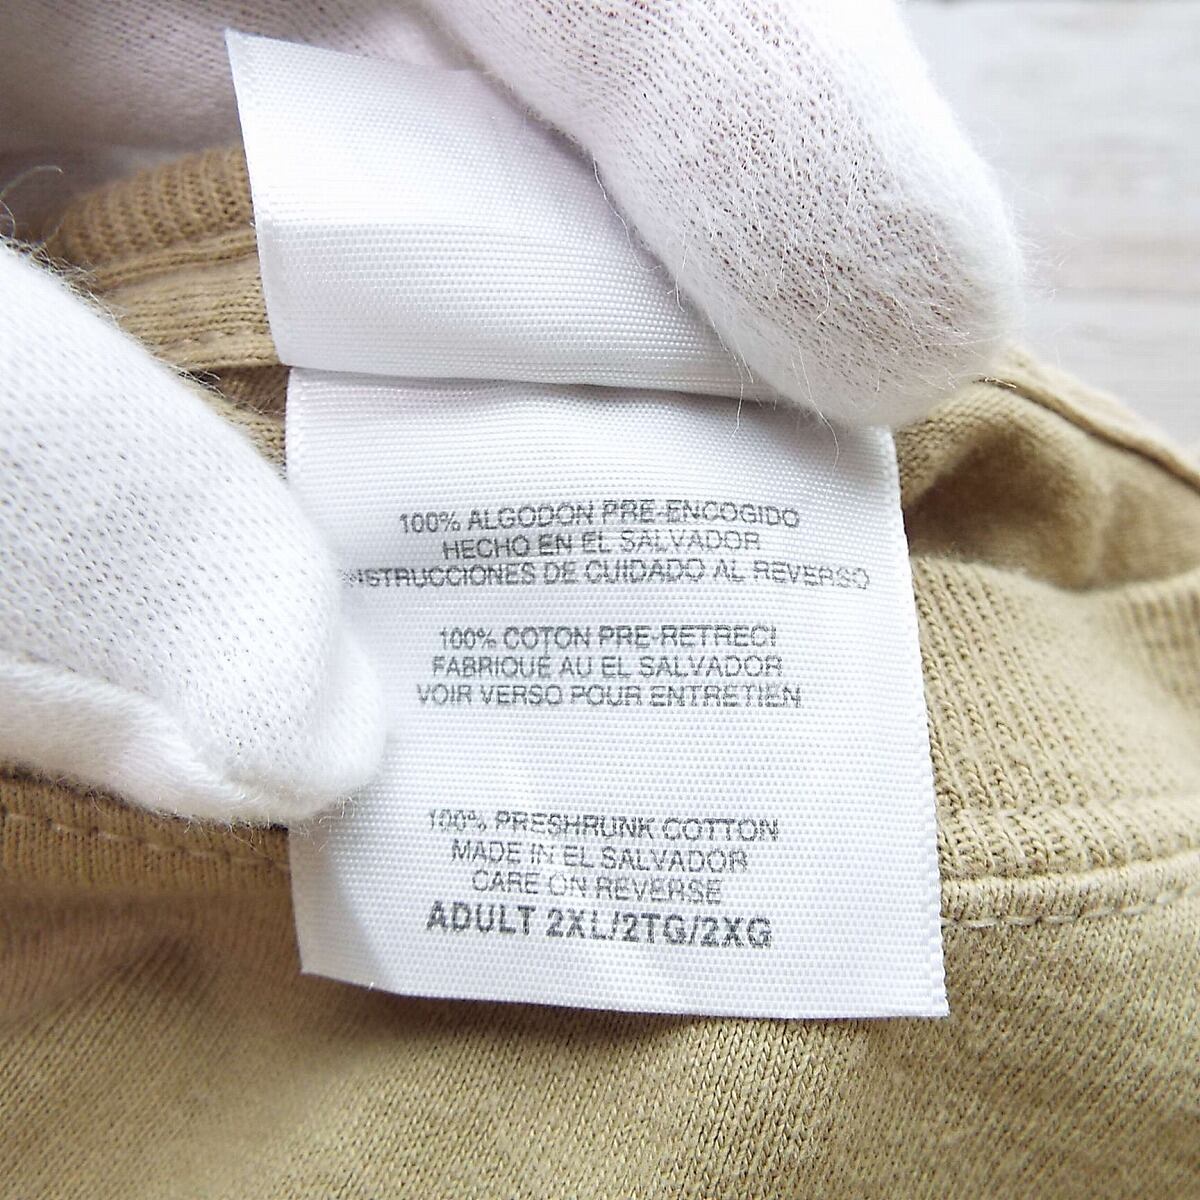 100% ALGODON PRE-ENCOGIDO
HECHO EN EL SALVADOR
INSTRUCCIONES DE CUIDADO AL REVERSO
100% COTON PRE-RETRECI
FABRIQUÉ AU EL SALVADOR
VOIR VERSO POUR ENTRETIEN
100% PRESHRUNK COTTON
MADE IN EL SALVADOR
CARE ON REVERSE
ADULT 2XL/2TG/2XG